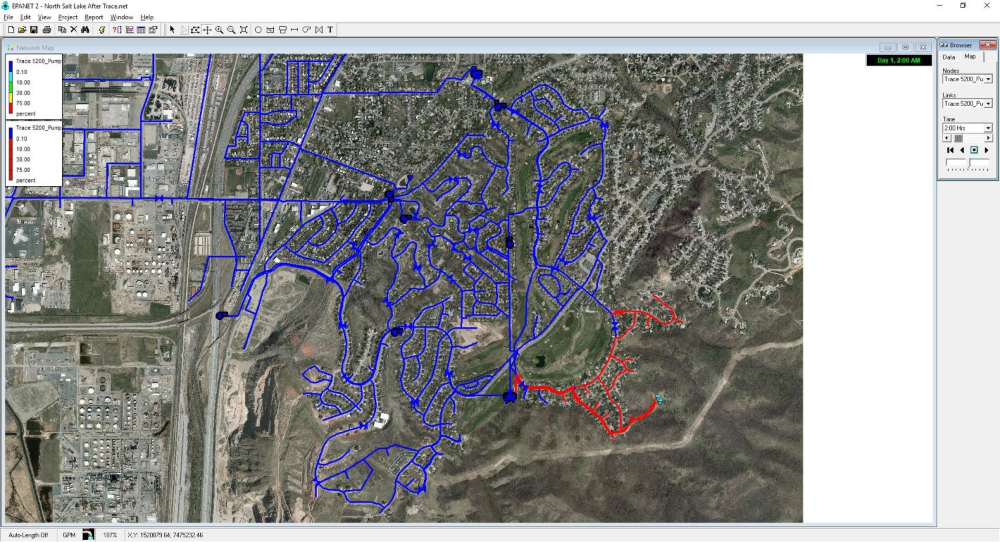 EPANET 2 - North Salt Lake After Trace.net
File Edit View Project Report Window Help
T
Network Map
Trace 5200_Pump
0.10
10.00
30.00
75.00
percent
Trace 5200_Pump
0.10
10.00
30.00
75.00
percent
Day 1, 2:00 AM
Browser
Data Map
Nodes
Trace 5200_Pu
Links
Trace 5200_Pu
Time
2:00 Hrs
Auto-Length Off GPM 187% X,Y: 1520879.64, 7475232.46